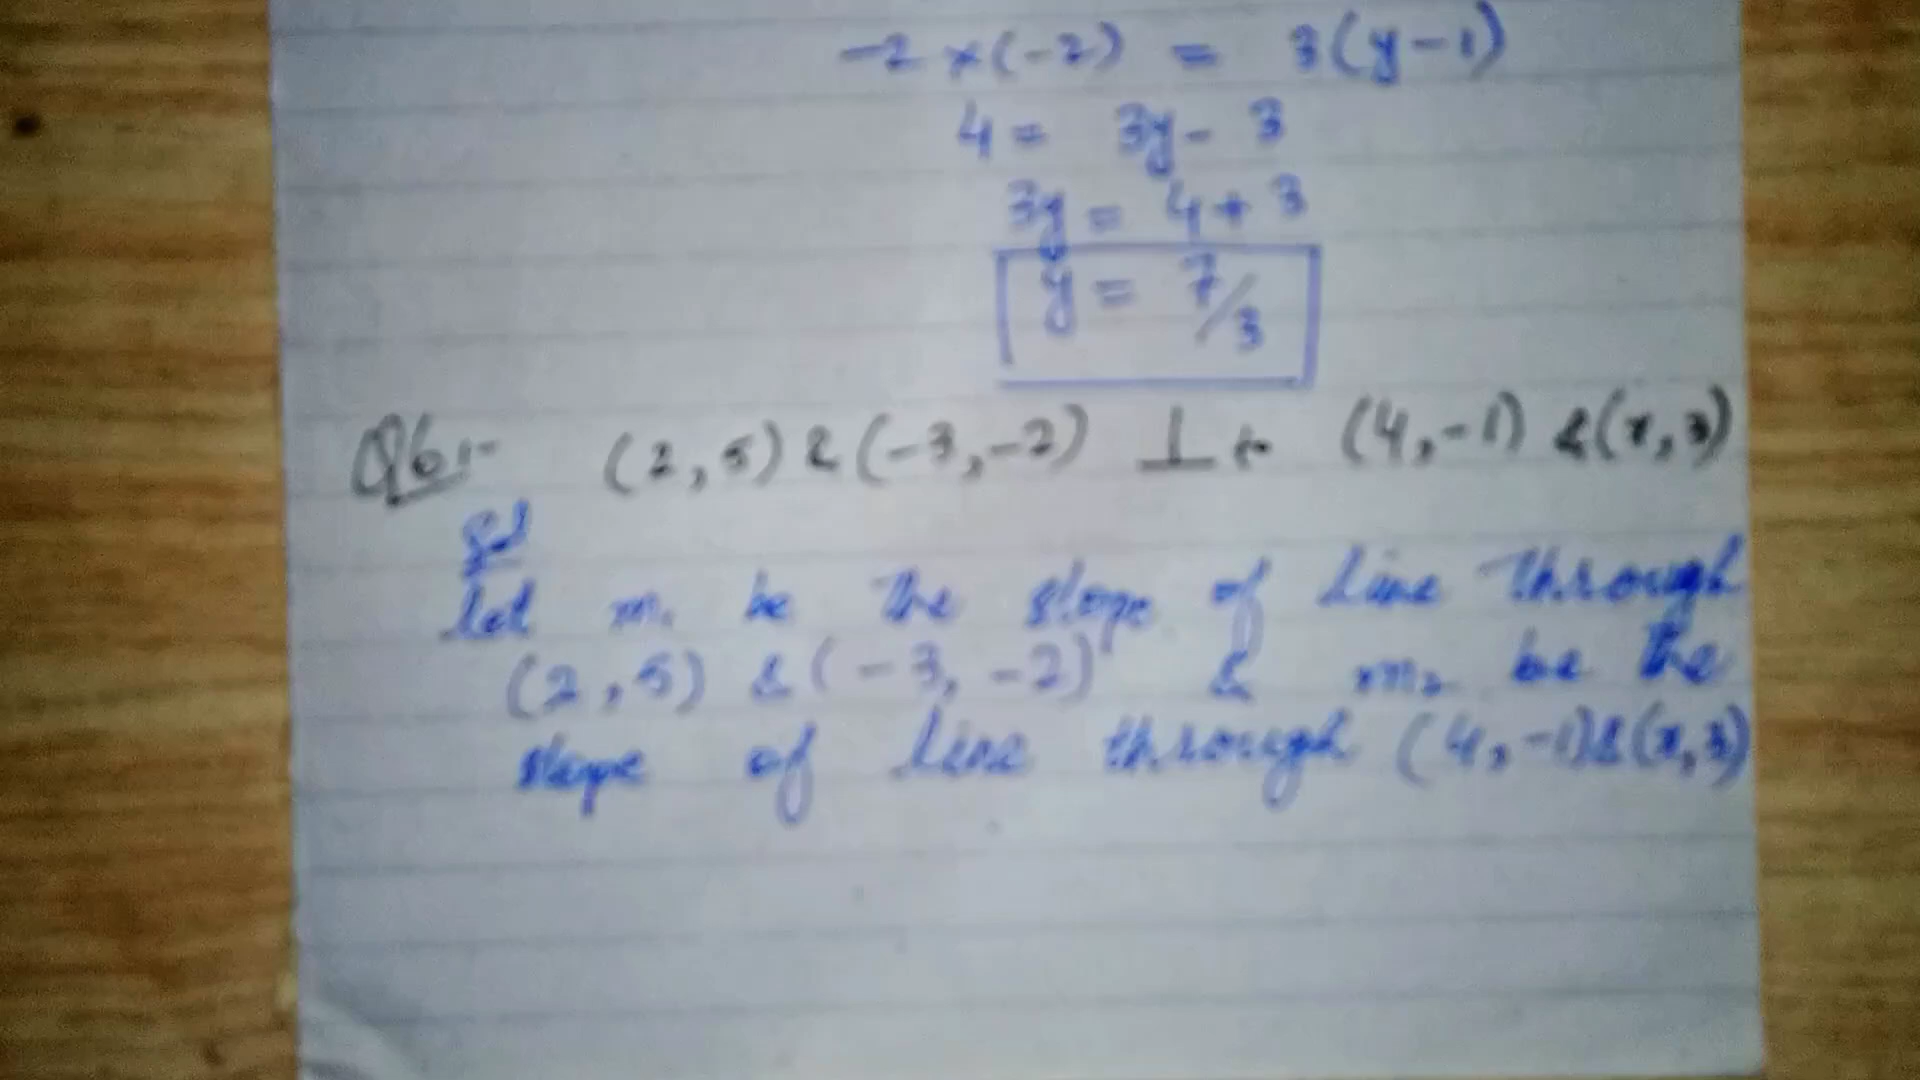 -2 × (-2) = 3(y-1)
4 = 3y - 3
3y = 4 + 3
y = 7/3
Q6:- (2, 5) & (-3, -2) ⊥ to (4, -1) & (x, 3)
Sol
Let m₁ be the slope of line through
(2, 5) & (-3, -2) & m₂ be the
slope of line through (4, -1) & (x, 3)